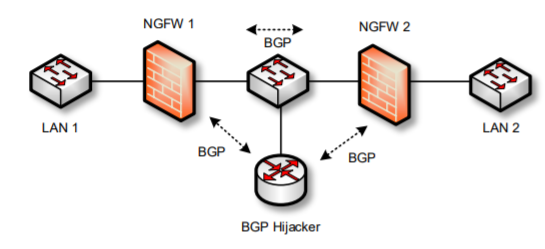 NGFW 1
NGFW 2
BGP
LAN 1
LAN 2
BGP
BGP
BGP Hijacker